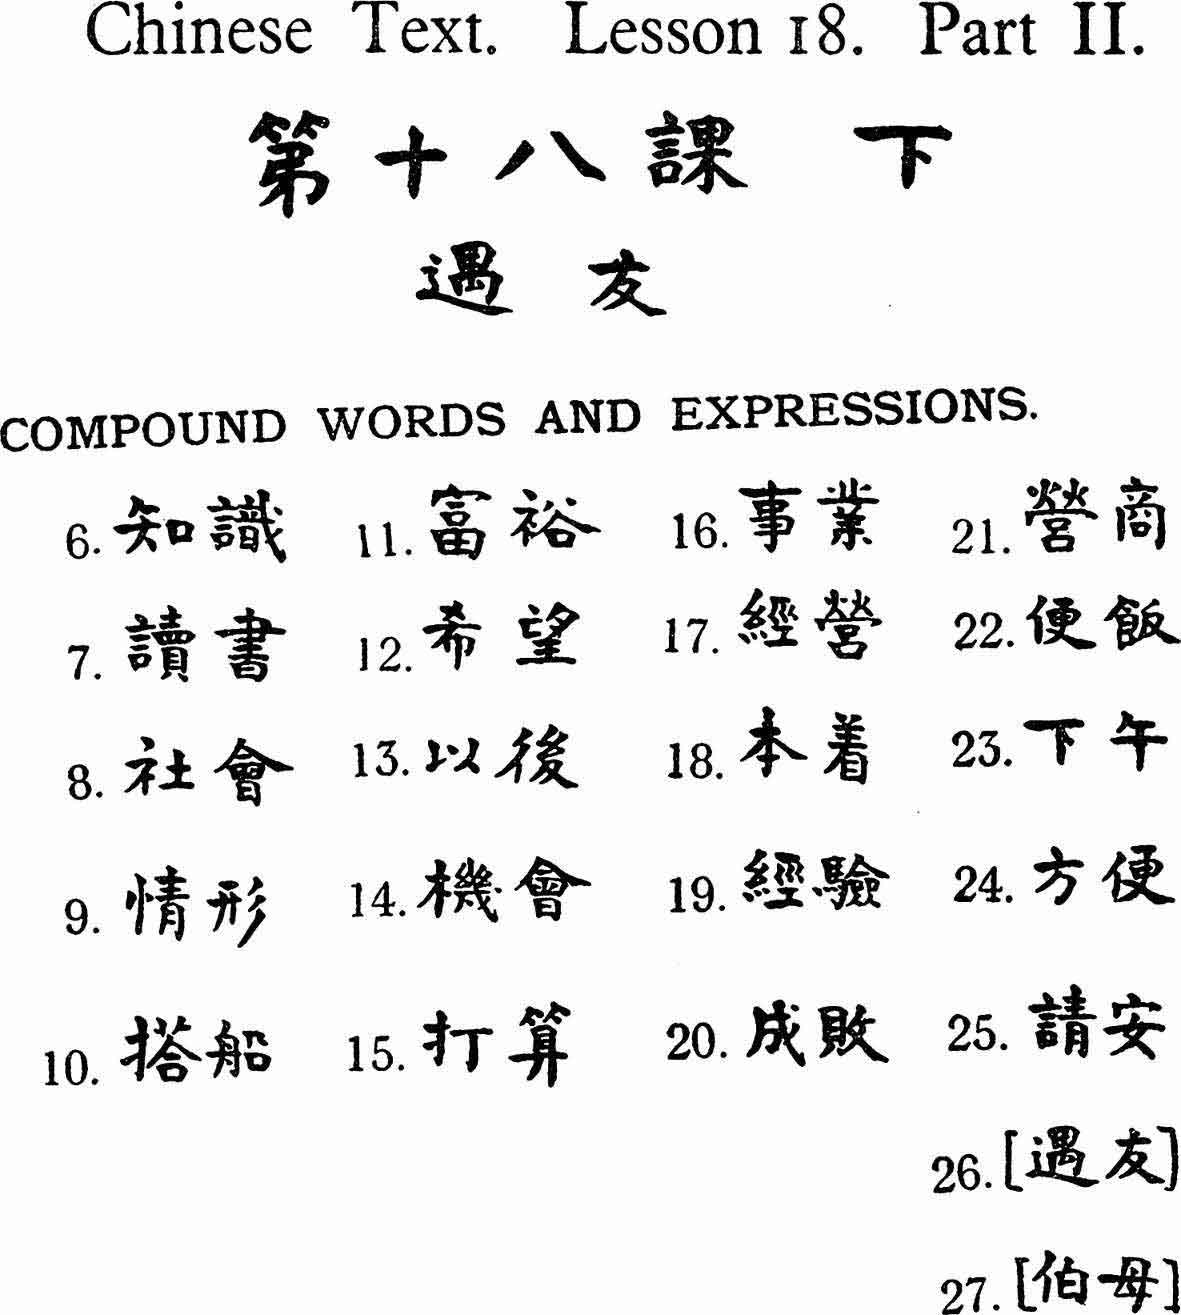 Chinese Text. Lesson 18. Part II.
第十八課 下
遇友
COMPOUND WORDS AND EXPRESSIONS.
6. 知識 11. 富裕 16. 事業 21. 營商
7. 讀書 12. 希望 17. 經營 22. 便飯
8. 社會 13. 以後 18. 本着 23. 下午
9. 情形 14. 機會 19. 經驗 24. 方便
10. 搭船 15. 打算 20. 成敗 25. 請安
26. [遇友]
27. [伯母]